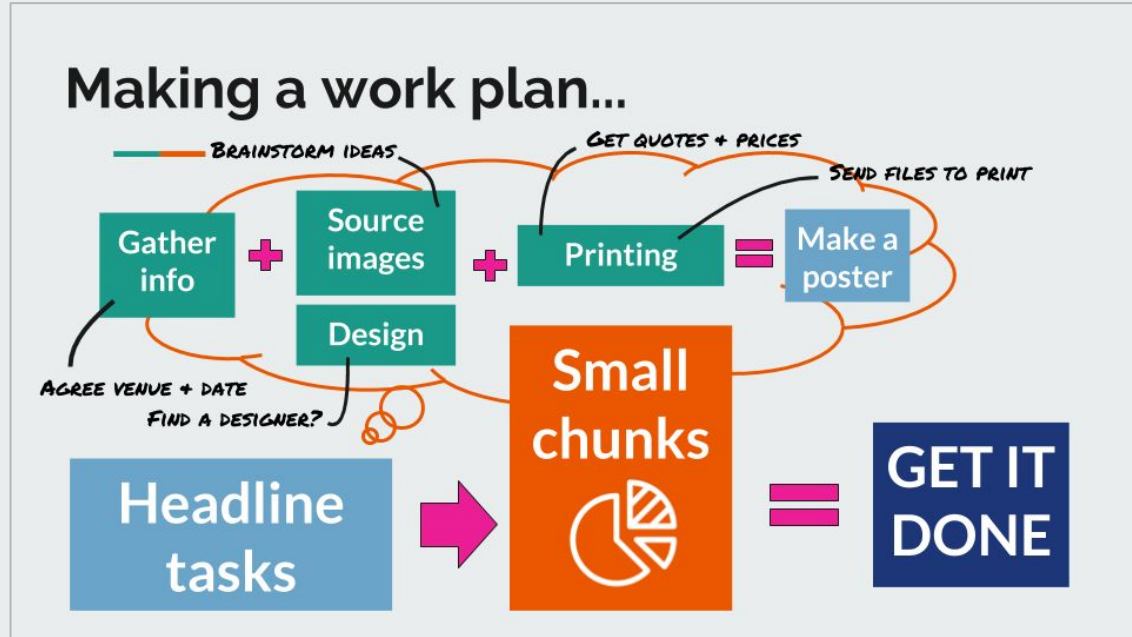 Making a work plan...
BRAINSTORM IDEAS
GET QUOTES + PRICES
SEND FILES TO PRINT
Gather
info
+
Source
images
+
Printing
=
Make a
poster
Design
AGREE VENUE + DATE
FIND A DESIGNER?
Headline
tasks
Small
chunks
=
GET IT
DONE